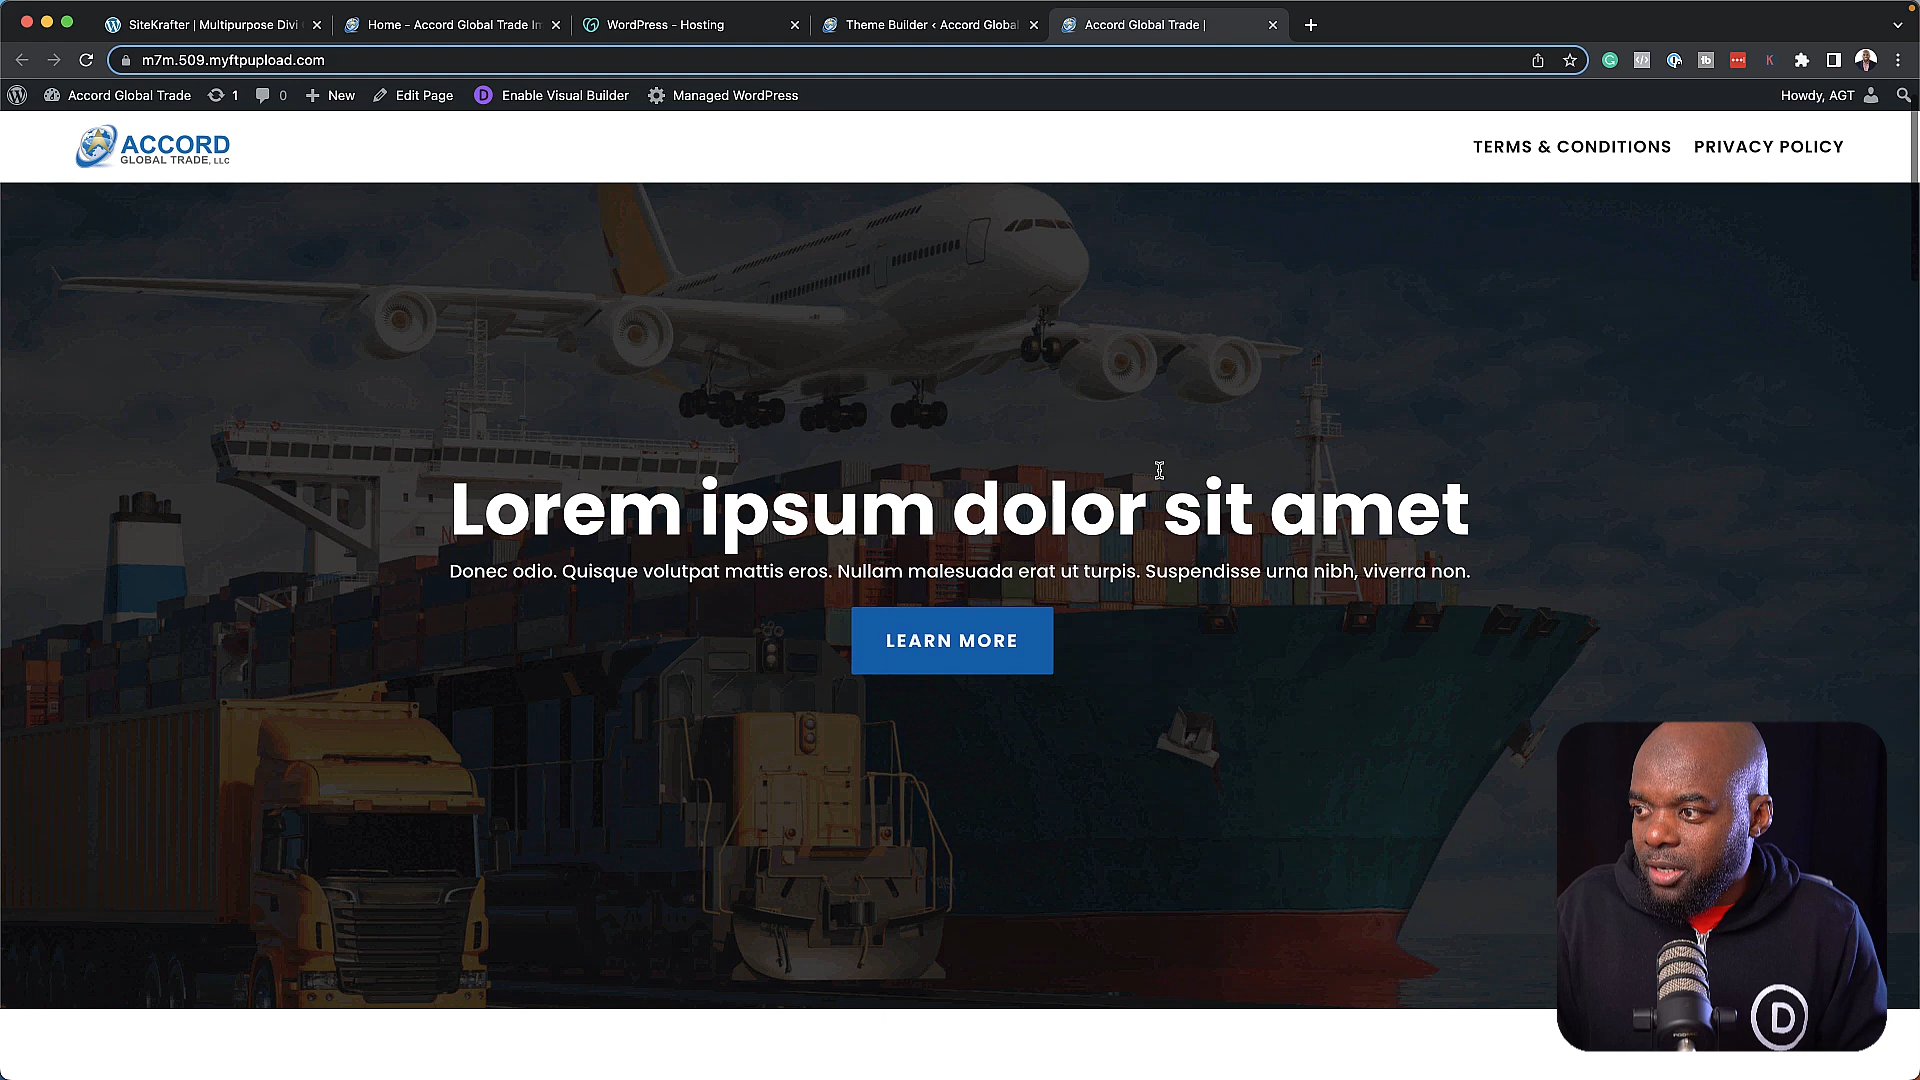 SiteKrafter | Multipurpose Divi
Home – Accord Global Trade In
WordPress - Hosting
Theme Builder ‹ Accord Global
Accord Global Trade |
m7m.509.myftpupload.com
Accord Global Trade
1
0
New
Edit Page
D
Enable Visual Builder
Managed WordPress
Howdy, AGT
ACCORD
GLOBAL TRADE, LLC
TERMS & CONDITIONS
PRIVACY POLICY
Lorem ipsum dolor sit amet
Donec odio. Quisque volutpat mattis eros. Nullam malesuada erat ut turpis. Suspendisse urna nibh, viverra non.
LEARN MORE
D